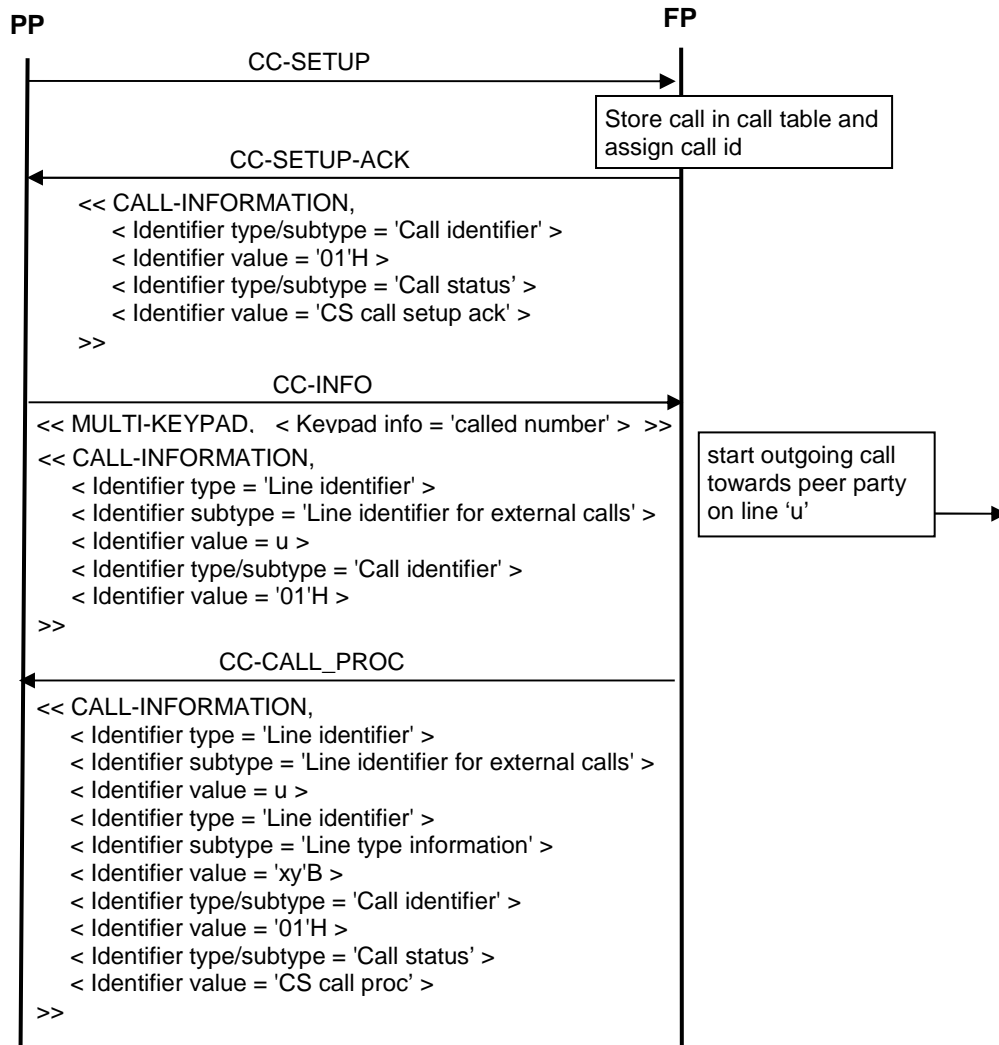 PP
FP
CC-SETUP
Store call in call table and
assign call id
CC-SETUP-ACK
<< CALL-INFORMATION,
< Identifier type/subtype = 'Call identifier' >
< Identifier value = '01'H >
< Identifier type/subtype = 'Call status’ >
< Identifier value = 'CS call setup ack' >
>>
CC-INFO
<< MULTI-KEYPAD, < Keypad info = 'called number' > >>
<< CALL-INFORMATION,
< Identifier type = 'Line identifier' >
< Identifier subtype = 'Line identifier for external calls' >
< Identifier value = u >
< Identifier type/subtype = 'Call identifier' >
< Identifier value = '01'H >
>>
start outgoing call
towards peer party
on line ‘u’
CC-CALL_PROC
<< CALL-INFORMATION,
< Identifier type = 'Line identifier' >
< Identifier subtype = 'Line identifier for external calls' >
< Identifier value = u >
< Identifier type = 'Line identifier' >
< Identifier subtype = 'Line type information' >
< Identifier value = 'xy'B >
< Identifier type/subtype = 'Call identifier' >
< Identifier value = '01'H >
< Identifier type/subtype = 'Call status’ >
< Identifier value = 'CS call proc’ >
>>